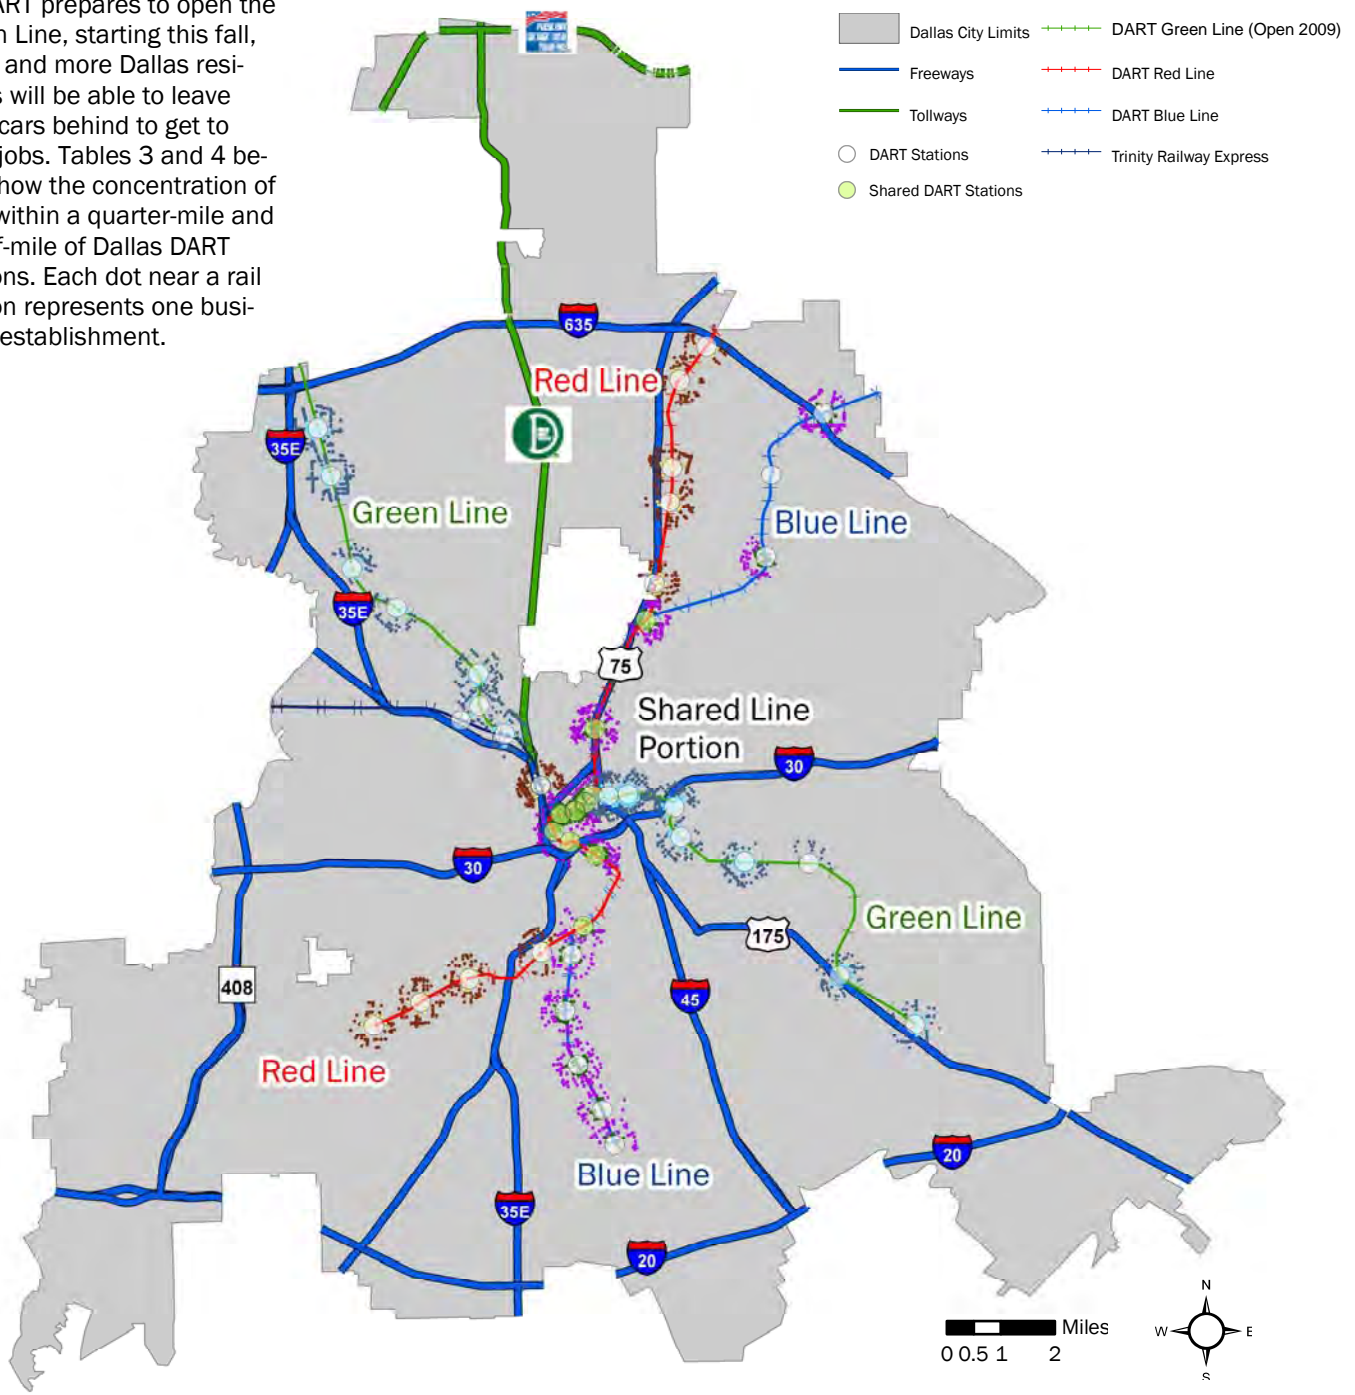 ART prepares to open the
n Line, starting this fall,
and more Dallas resi-
s will be able to leave
cars behind to get to
jobs. Tables 3 and 4 be-
how the concentration of
within a quarter-mile and
f-mile of Dallas DART
ons. Each dot near a rail
on represents one busi-
establishment.
Dallas City Limits
Freeways
Tollways
DART Stations
Shared DART Stations
DART Green Line (Open 2009)
DART Red Line
DART Blue Line
Trinity Railway Express
635
Red Line
35E
Green Line
Blue Line
35E
75
Shared Line
Portion
30
30
Green Line
175
408
45
Red Line
Blue Line
20
35E
20
N
W E
S
Miles
0 0.5 1 2